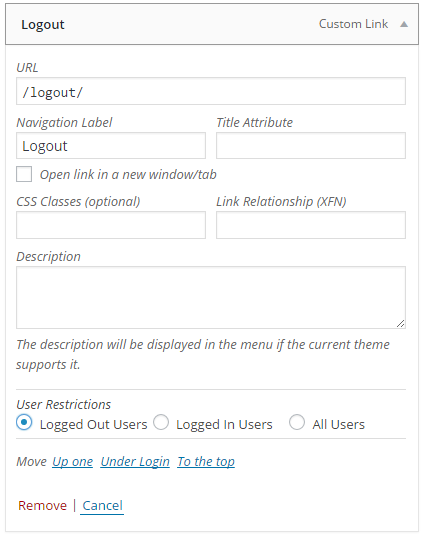 Logout Custom Link
URL
/logout/
Navigation Label Title Attribute
Logout
Open link in a new window/tab
CSS Classes (optional) Link Relationship (XFN)
Description
The description will be displayed in the menu if the current theme
supports it.
User Restrictions
Logged Out Users Logged In Users All Users
Move Up one Under Login To the top
Remove | Cancel